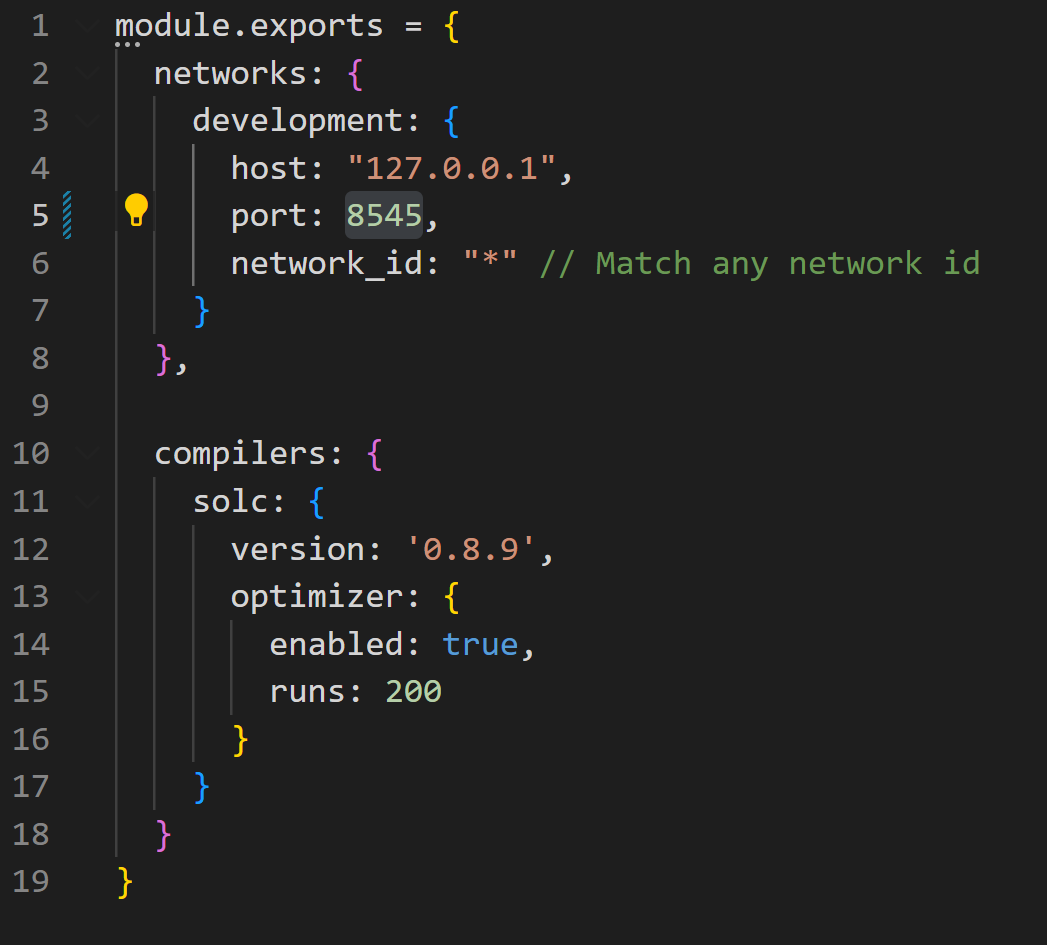 1 module.exports = {
2   networks: {
3     development: {
4       host: "127.0.0.1",
5       port: 8545,
6       network_id: "*" // Match any network id
7     }
8   },
9
10   compilers: {
11     solc: {
12       version: '0.8.9',
13       optimizer: {
14         enabled: true,
15         runs: 200
16       }
17     }
18   }
19 }